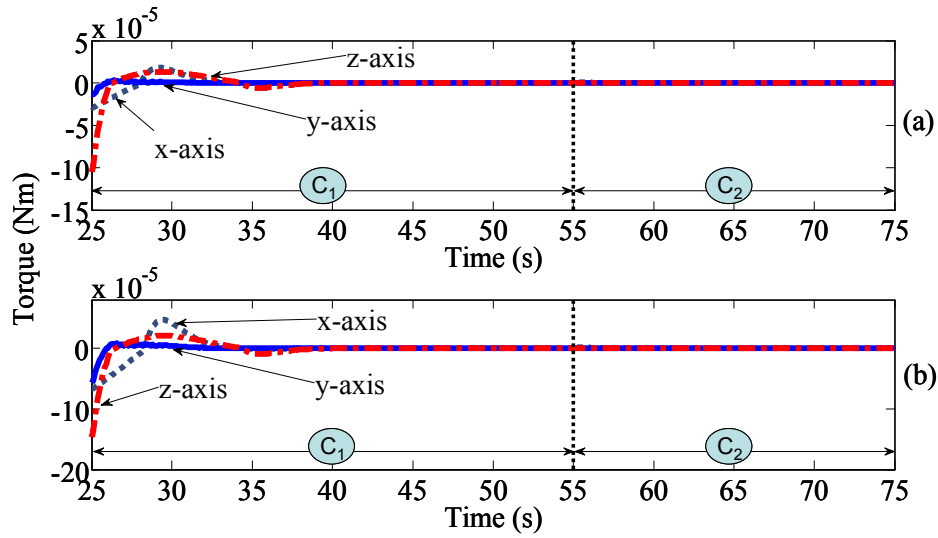 x 10⁻⁵
5
0
-5
-10
-15
z-axis
y-axis
x-axis
(a)
C₁
C₂
25 30 35 40 45 50 55 60 65 70 75
Time (s)
Torque (Nm)
x 10⁻⁵
0
-10
-20
x-axis
y-axis
z-axis
(b)
C₁
C₂
25 30 35 40 45 50 55 60 65 70 75
Time (s)